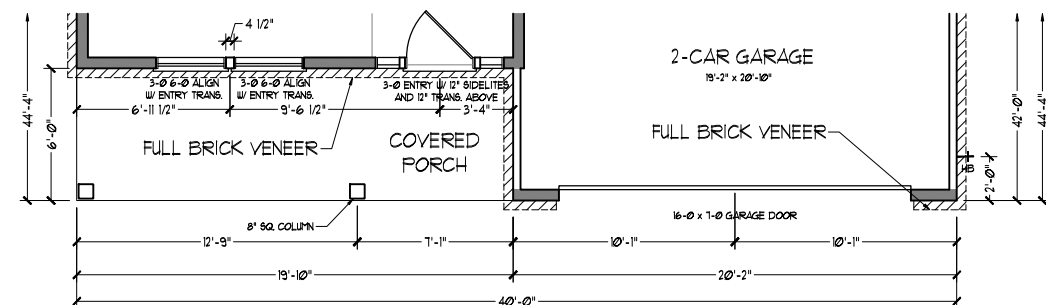 4 1/2"
2-CAR GARAGE
19'-2" x 20'-10"
3-0 6-0 ALIGN
W/ ENTRY TRANS.
3-0 6-0 ALIGN
W/ ENTRY TRANS.
3-0 ENTRY W/ 12" SIDELITES
AND 12" TRANS. ABOVE
6'-11 1/2"
9'-6 1/2"
3'-4"
44'-4"
6'-0"
42'-0"
44'-4"
FULL BRICK VENEER
COVERED
PORCH
FULL BRICK VENEER
HB
2'-0"
8" SQ. COLUMN
16-0 x 7-0 GARAGE DOOR
12'-9"
7'-1"
10'-1"
10'-1"
19'-10"
20'-2"
40'-0"